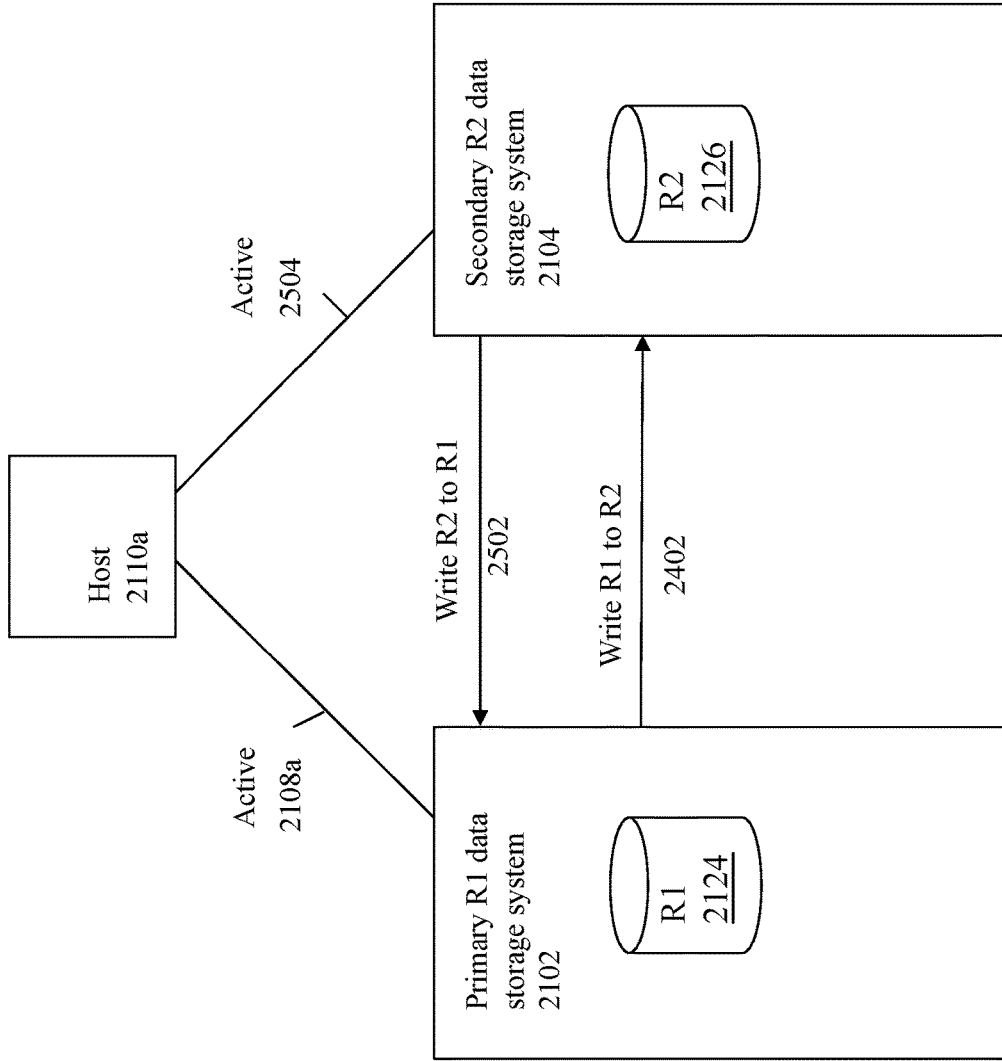 Host
2110a
Active
2108a
Active
2504
Write R2 to R1
2502
Write R1 to R2
2402
Primary R1 data
storage system
2102
R1
2124
Secondary R2 data
storage system
2104
R2
2126